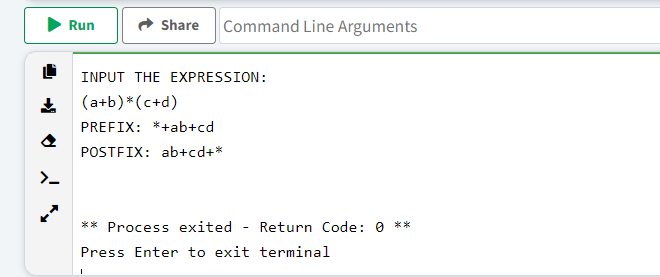 Run Share Command Line Arguments
INPUT THE EXPRESSION:
(a+b)*(c+d)
PREFIX: *+ab+cd
POSTFIX: ab+cd+*
** Process exited - Return Code: 0 **
Press Enter to exit terminal